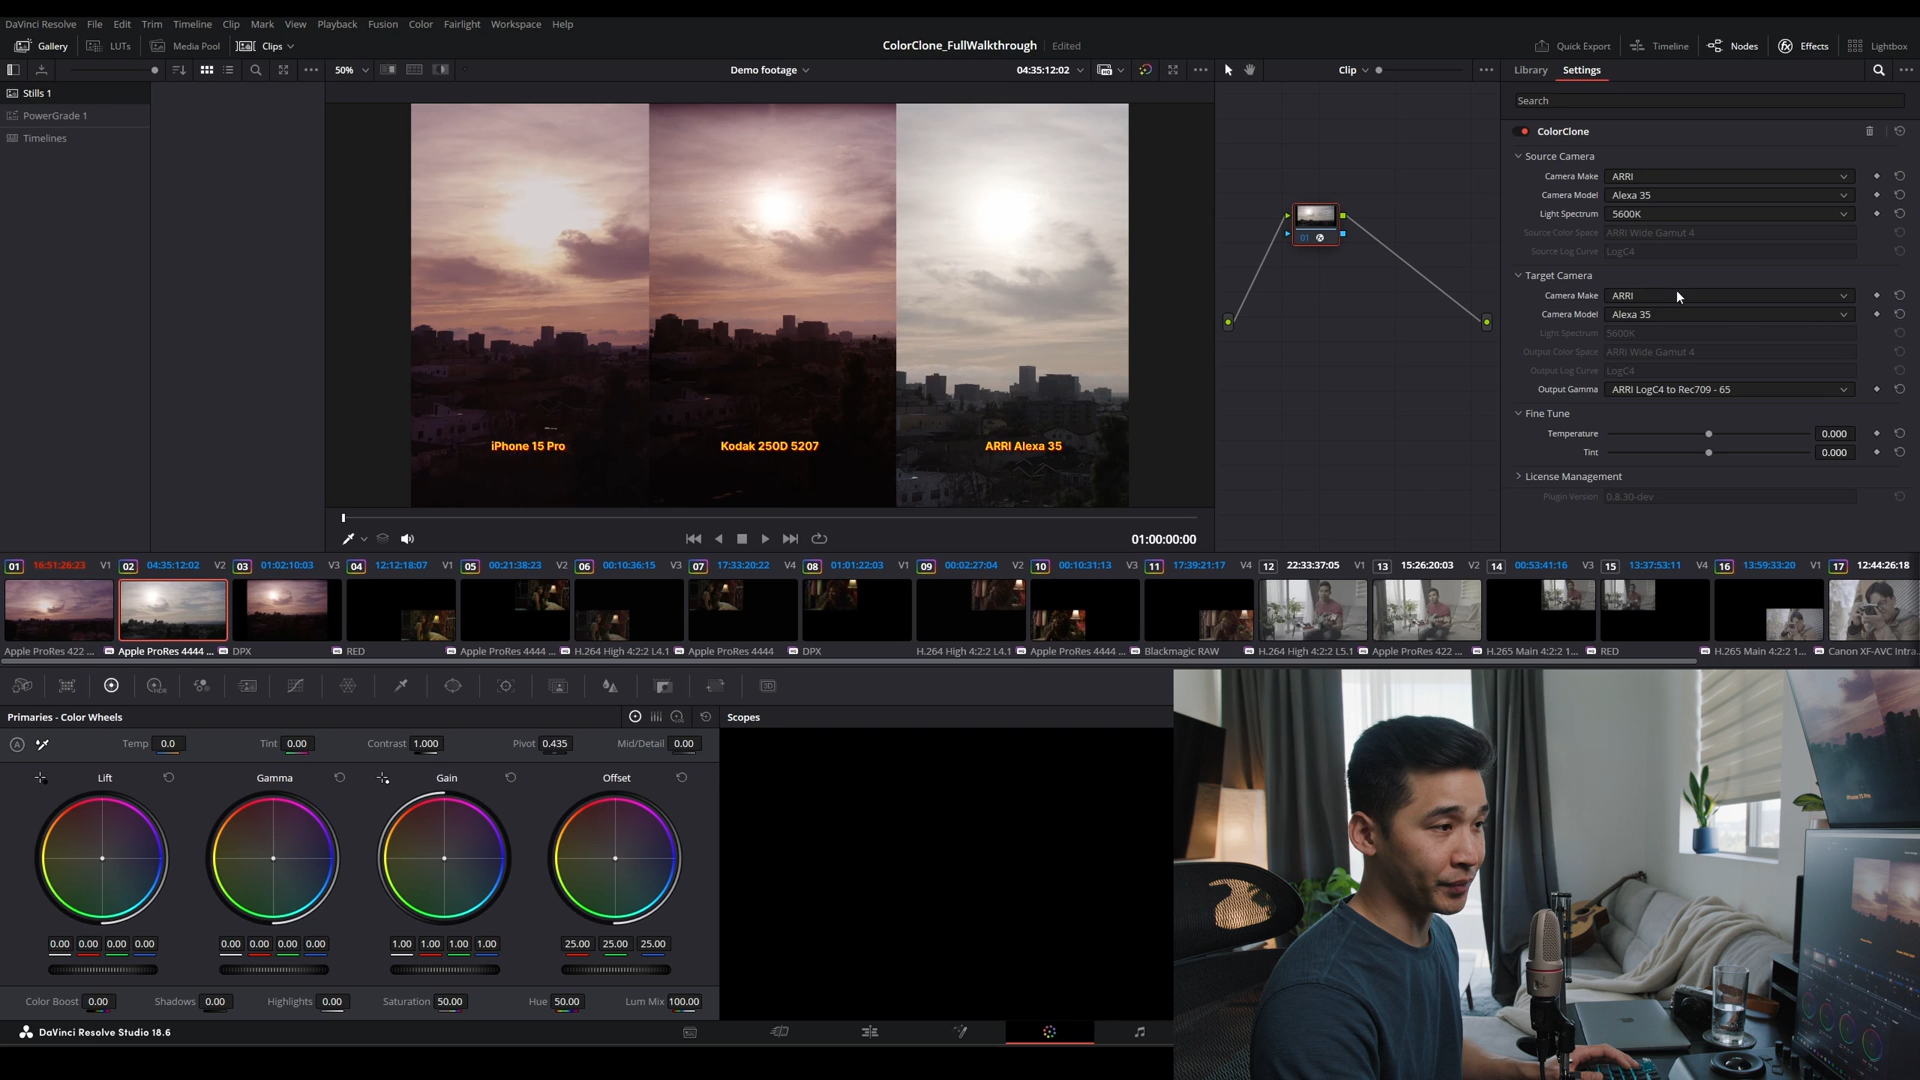 DaVinci Resolve File Edit Trim Timeline Clip Mark View Playback Fusion Color Fairlight Workspace Help
Gallery LUTs Media Pool Clips ColorClone_FullWalkthrough Edited Quick Export Timeline Nodes Effects Lightbox
50% Demo footage 04:35:12:02 Clip Library Settings
Stills 1
PowerGrade 1
Timelines
iPhone 15 Pro Kodak 250D 5207 ARRI Alexa 35
01
Search
ColorClone
Source Camera
Camera Make ARRI
Camera Model Alexa 35
Light Spectrum 5600K
Source Color Space ARRI Wide Gamut 4
Source Log Curve LogC4
Target Camera
Camera Make ARRI
Camera Model Alexa 35
Light Spectrum 5600K
Output Color Space ARRI Wide Gamut 4
Output Log Curve LogC4
Output Gamma ARRI LogC4 to Rec709 - 65
Fine Tune
Temperature 0.000
Tint 0.000
License Management
Plugin Version 0.8.30-dev
01:00:00:00
01 16:51:26:23 V1 02 04:35:12:02 V2 03 01:02:10:03 V3 04 12:12:18:07 V1 05 00:21:38:23 V2 06 00:10:36:15 V3 07 17:33:20:22 V4 08 01:01:22:03 V1 09 00:02:27:04 V2 10 00:10:31:13 V3 11 17:39:21:17 V4 12 22:33:37:05 V1 13 15:26:20:03 V2 14 00:53:41:16 V3 15 13:37:53:11 V4 16 13:59:33:20 V1 17 12:44:26:18
Apple ProRes 422 ... Apple ProRes 4444 ... DPX RED Apple ProRes 4444 ... H.264 High 4:2:2 L4.1 Apple ProRes 4444 DPX H.264 High 4:2:2 L4.1 Apple ProRes 4444 ... Blackmagic RAW H.264 High 4:2:2 L5.1 Apple ProRes 422 ... H.265 Main 4:2:2 1... RED H.265 Main 4:2:2 1... Canon XF-AVC Intra...
Primaries - Color Wheels Scopes
Temp 0.0 Tint 0.00 Contrast 1.000 Pivot 0.435 Mid/Detail 0.00
Lift Gamma Gain Offset
0.00 0.00 0.00 0.00 0.00 0.00 0.00 0.00 1.00 1.00 1.00 1.00 25.00 25.00 25.00
Color Boost 0.00 Shadows 0.00 Highlights 0.00 Saturation 50.00 Hue 50.00 Lum Mix 100.00
DaVinci Resolve Studio 18.6